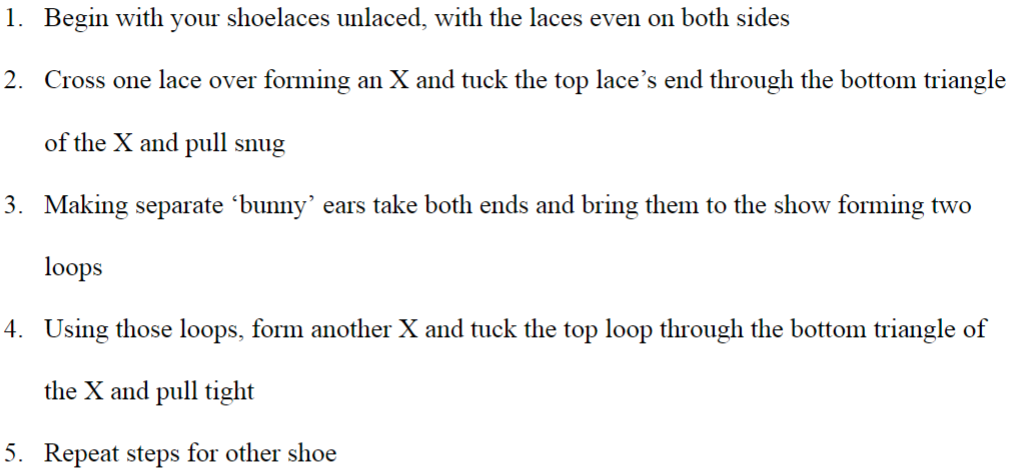 1. Begin with your shoelaces unlaced, with the laces even on both sides
2. Cross one lace over forming an X and tuck the top lace’s end through the bottom triangle
of the X and pull snug
3. Making separate ‘bunny’ ears take both ends and bring them to the show forming two
loops
4. Using those loops, form another X and tuck the top loop through the bottom triangle of
the X and pull tight
5. Repeat steps for other shoe